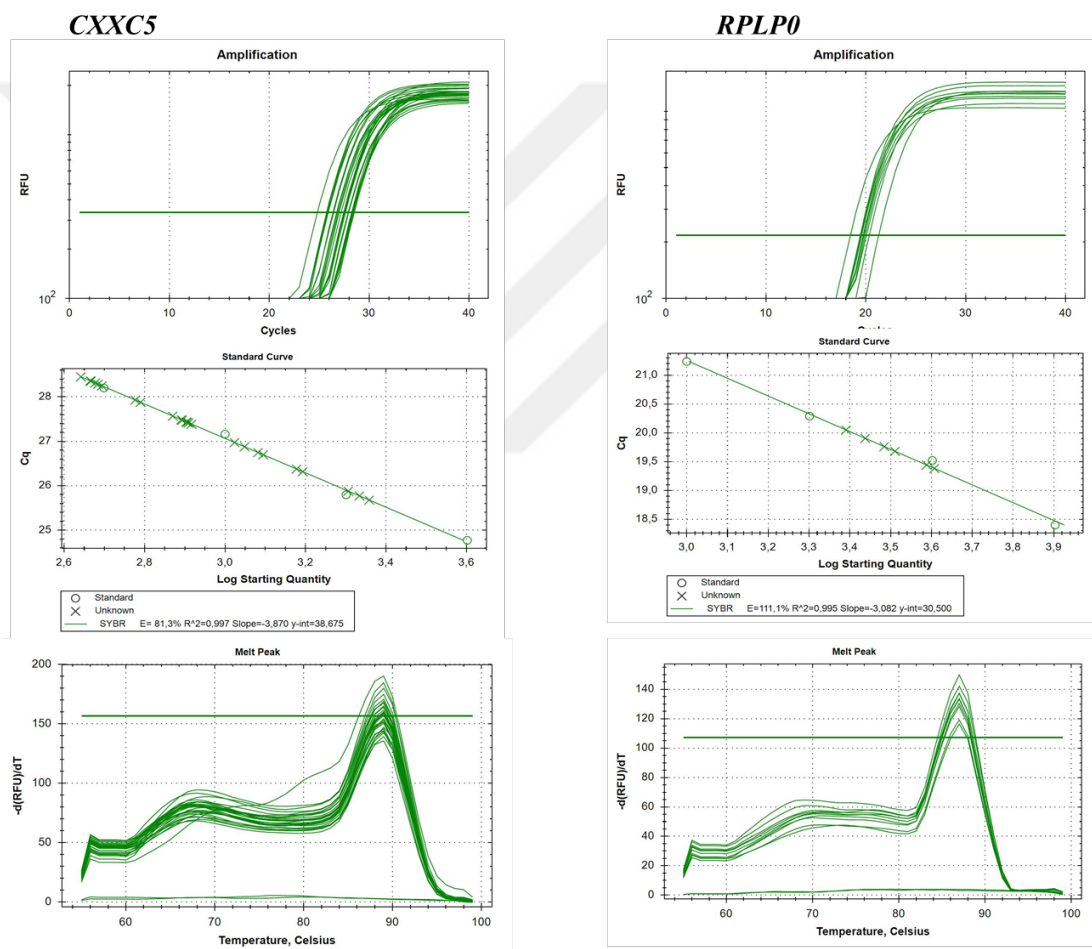 CXXC5
Amplification
RFU
10²
0 10 20 30 40
Cycles
Standard Curve
Cq
28
27
26
25
2,6 2,8 3,0 3,2 3,4 3,6
Log Starting Quantity
Standard
Unknown
SYBR E= 81,3% R^2=0,997 Slope=-3,870 y-int=38,675
Melt Peak
-d(RFU)/dT
200
150
100
50
0
60 70 80 90 100
Temperature, Celsius
RPLP0
Amplification
RFU
10²
0 10 20 30 40
Cycles
Standard Curve
Cq
21,0
20,5
20,0
19,5
19,0
18,5
3,0 3,1 3,2 3,3 3,4 3,5 3,6 3,7 3,8 3,9
Log Starting Quantity
Standard
Unknown
SYBR E=111,1% R^2=0,995 Slope=-3,082 y-int=30,500
Melt Peak
-d(RFU)/dT
140
120
100
80
60
40
20
0
60 70 80 90 100
Temperature, Celsius